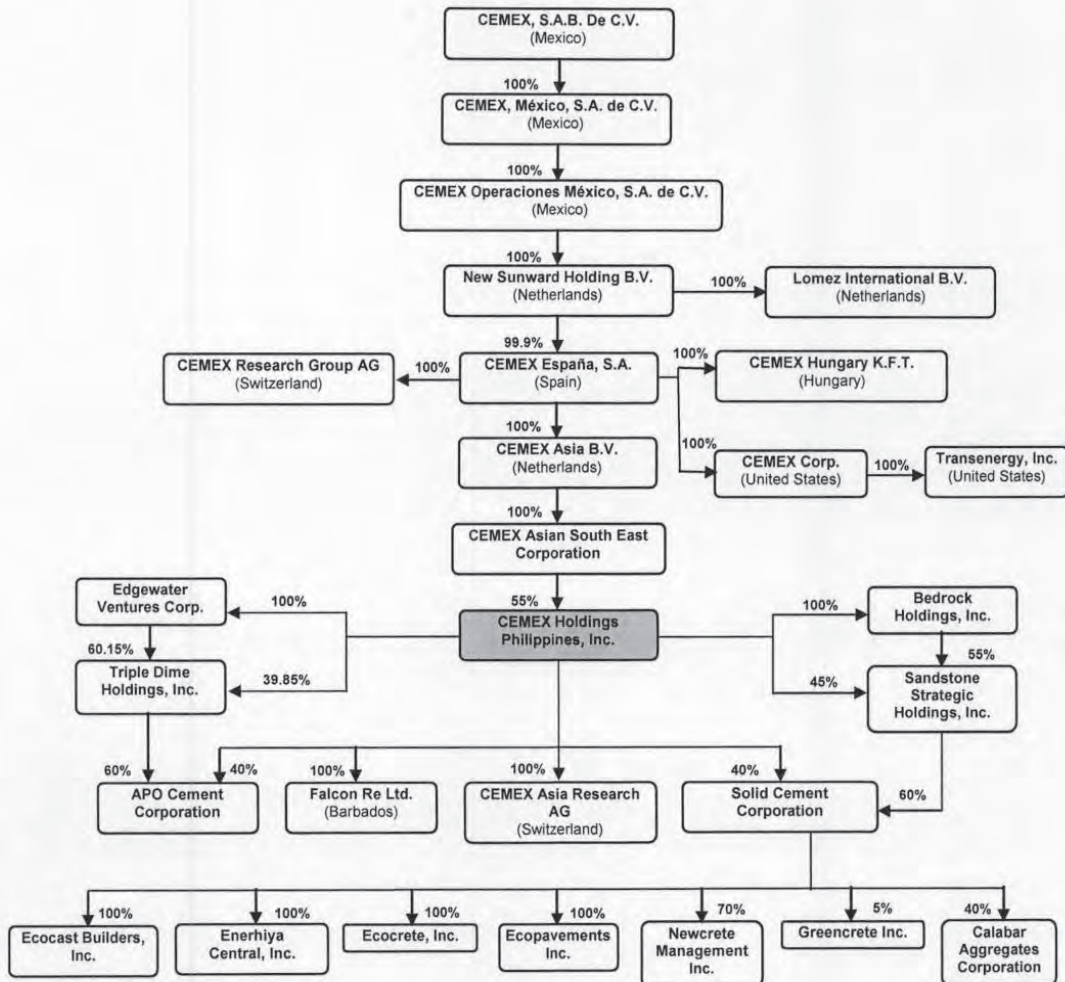 CEMEX, S.A.B. De C.V.
(Mexico)
100%
CEMEX, México, S.A. de C.V.
(Mexico)
100%
CEMEX Operaciones México, S.A. de C.V.
(Mexico)
100%
New Sunward Holding B.V.
(Netherlands)
100%
Lomez International B.V.
(Netherlands)
99.9%
CEMEX Research Group AG
(Switzerland)
100%
CEMEX España, S.A.
(Spain)
100%
CEMEX Hungary K.F.T.
(Hungary)
100%
CEMEX Asia B.V.
(Netherlands)
100%
CEMEX Corp.
(United States)
100%
Transenergy, Inc.
(United States)
100%
CEMEX Asian South East
Corporation
Edgewater
Ventures Corp.
100%
55%
CEMEX Holdings
Philippines, Inc.
100%
Bedrock
Holdings, Inc.
60.15%
Triple Dime
Holdings, Inc.
39.85%
55%
45%
Sandstone
Strategic
Holdings, Inc.
60%
40%
APO Cement
Corporation
100%
Falcon Re Ltd.
(Barbados)
100%
CEMEX Asia Research
AG
(Switzerland)
40%
Solid Cement
Corporation
60%
100%
Ecocast Builders,
Inc.
100%
Enerhiya
Central, Inc.
100%
Ecocrete, Inc.
100%
Ecopavements
Inc.
70%
Newcrete
Management
Inc.
5%
Greencrete Inc.
40%
Calabar
Aggregates
Corporation